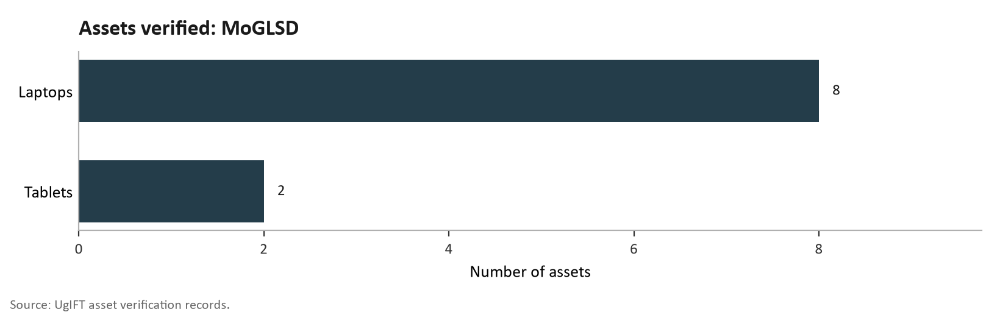 Assets verified: MoGLSD
Laptops
8
Tablets
2
0 2 4 6 8
Number of assets
Source: UgIFT asset verification records.